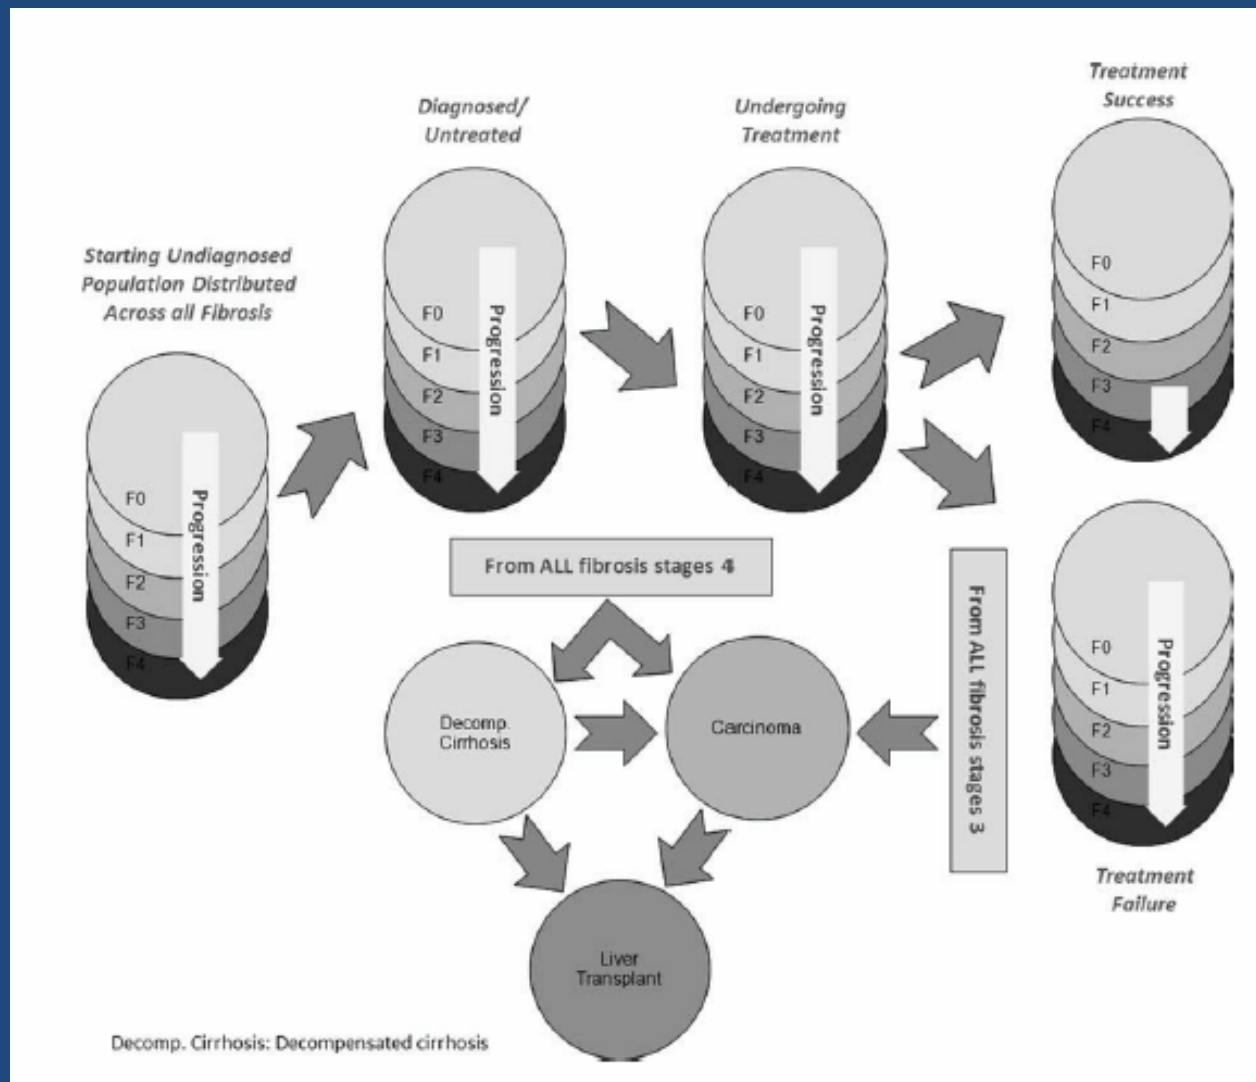 Treatment
Success
Diagnosed/
Untreated
Undergoing
Treatment
Starting Undiagnosed
Population Distributed
Across all Fibrosis
F0
F1
F2
F3
F4
Progression
F0
F1
F2
F3
F4
Progression
F0
F1
F2
F3
F4
Progression
F0
F1
F2
F3
F4
From ALL fibrosis stages 4
From ALL fibrosis stages 3
F0
F1
F2
F3
F4
Progression
Treatment
Failure
Decomp.
Cirrhosis
Carcinoma
Liver
Transplant
Decomp. Cirrhosis: Decompensated cirrhosis